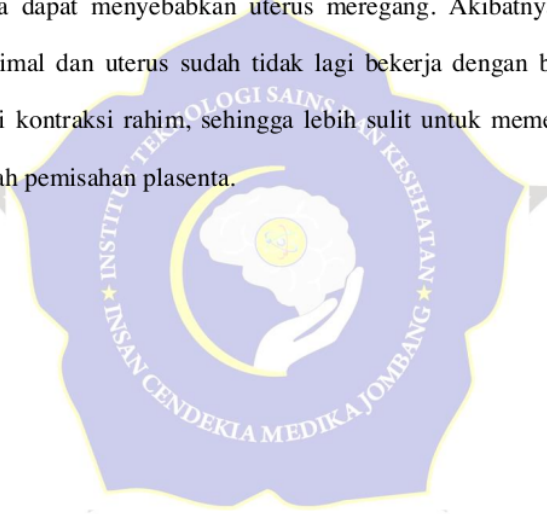 a dapat menyebabkan uterus meregang. Akibatny
imal dan uterus sudah tidak lagi bekerja dengan b
i kontraksi rahim, sehingga lebih sulit untuk meme
ah pemisahan plasenta.
INSTITUT TEKNOLOGI SAINS DAN KESEHATAN
INSAN CENDEKIA MEDIKA JOMBANG